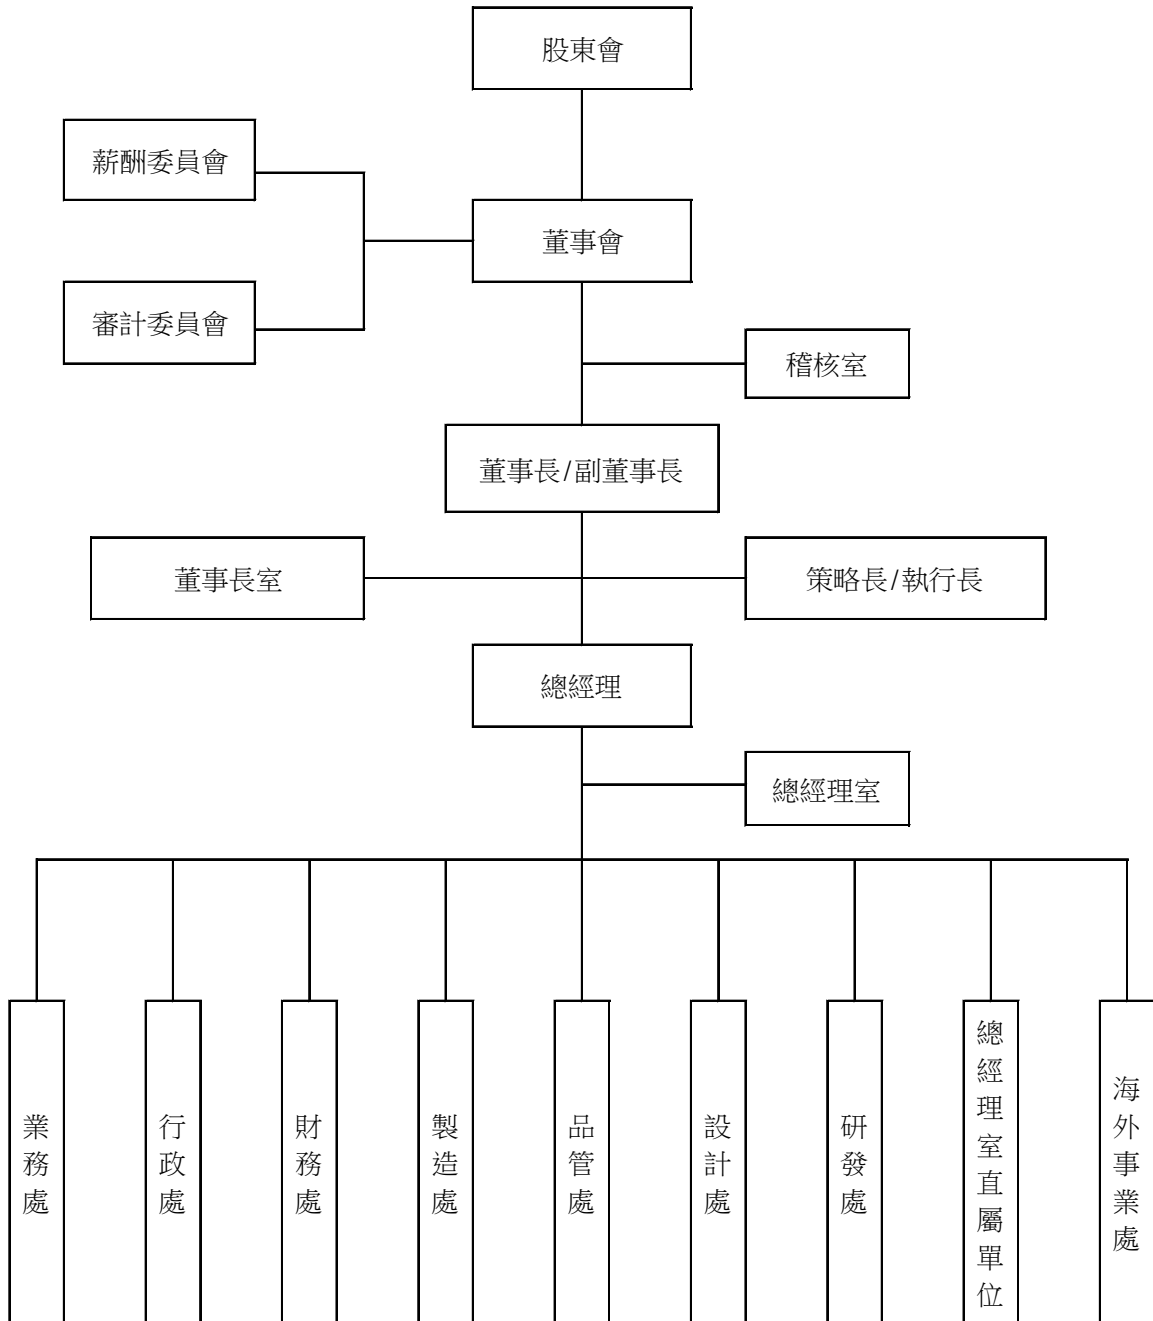 股東會
薪酬委員會
董事會
審計委員會
稽核室
董事長/副董事長
董事長室
策略長/執行長
總經理
總經理室
業務處
行政處
財務處
製造處
品管處
設計處
研發處
總經理室直屬單位
海外事業處